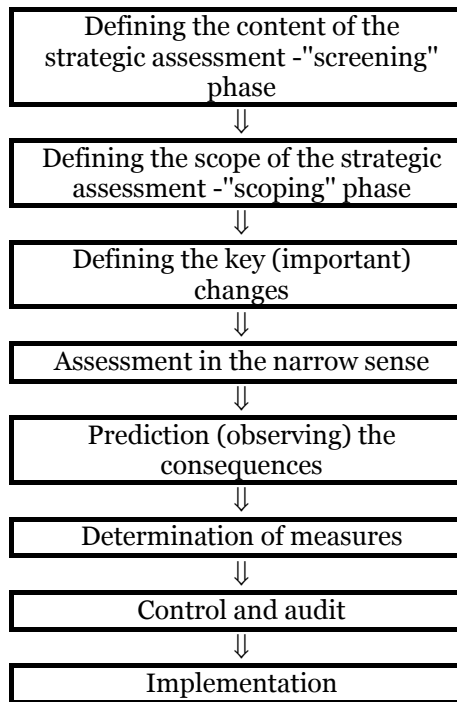 Defining the content of the
strategic assessment -"screening"
phase
⇓
Defining the scope of the strategic
assessment -"scoping" phase
⇓
Defining the key (important)
changes
⇓
Assessment in the narrow sense
⇓
Prediction (observing) the
consequences
⇓
Determination of measures
⇓
Control and audit
⇓
Implementation